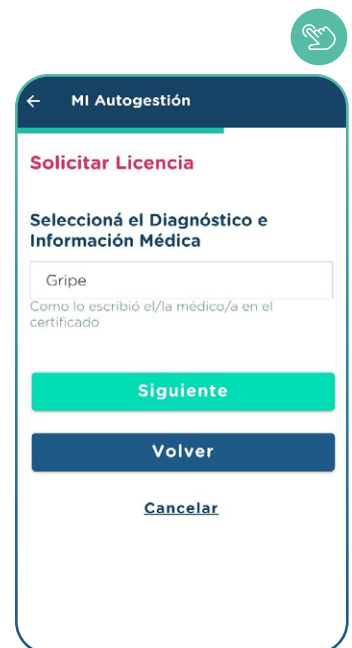 MI Autogestión
Solicitar Licencia
Seleccioná el Diagnóstico e
Información Médica
Gripe
Como lo escribió el/la médico/a en el
certificado
Siguiente
Volver
Cancelar